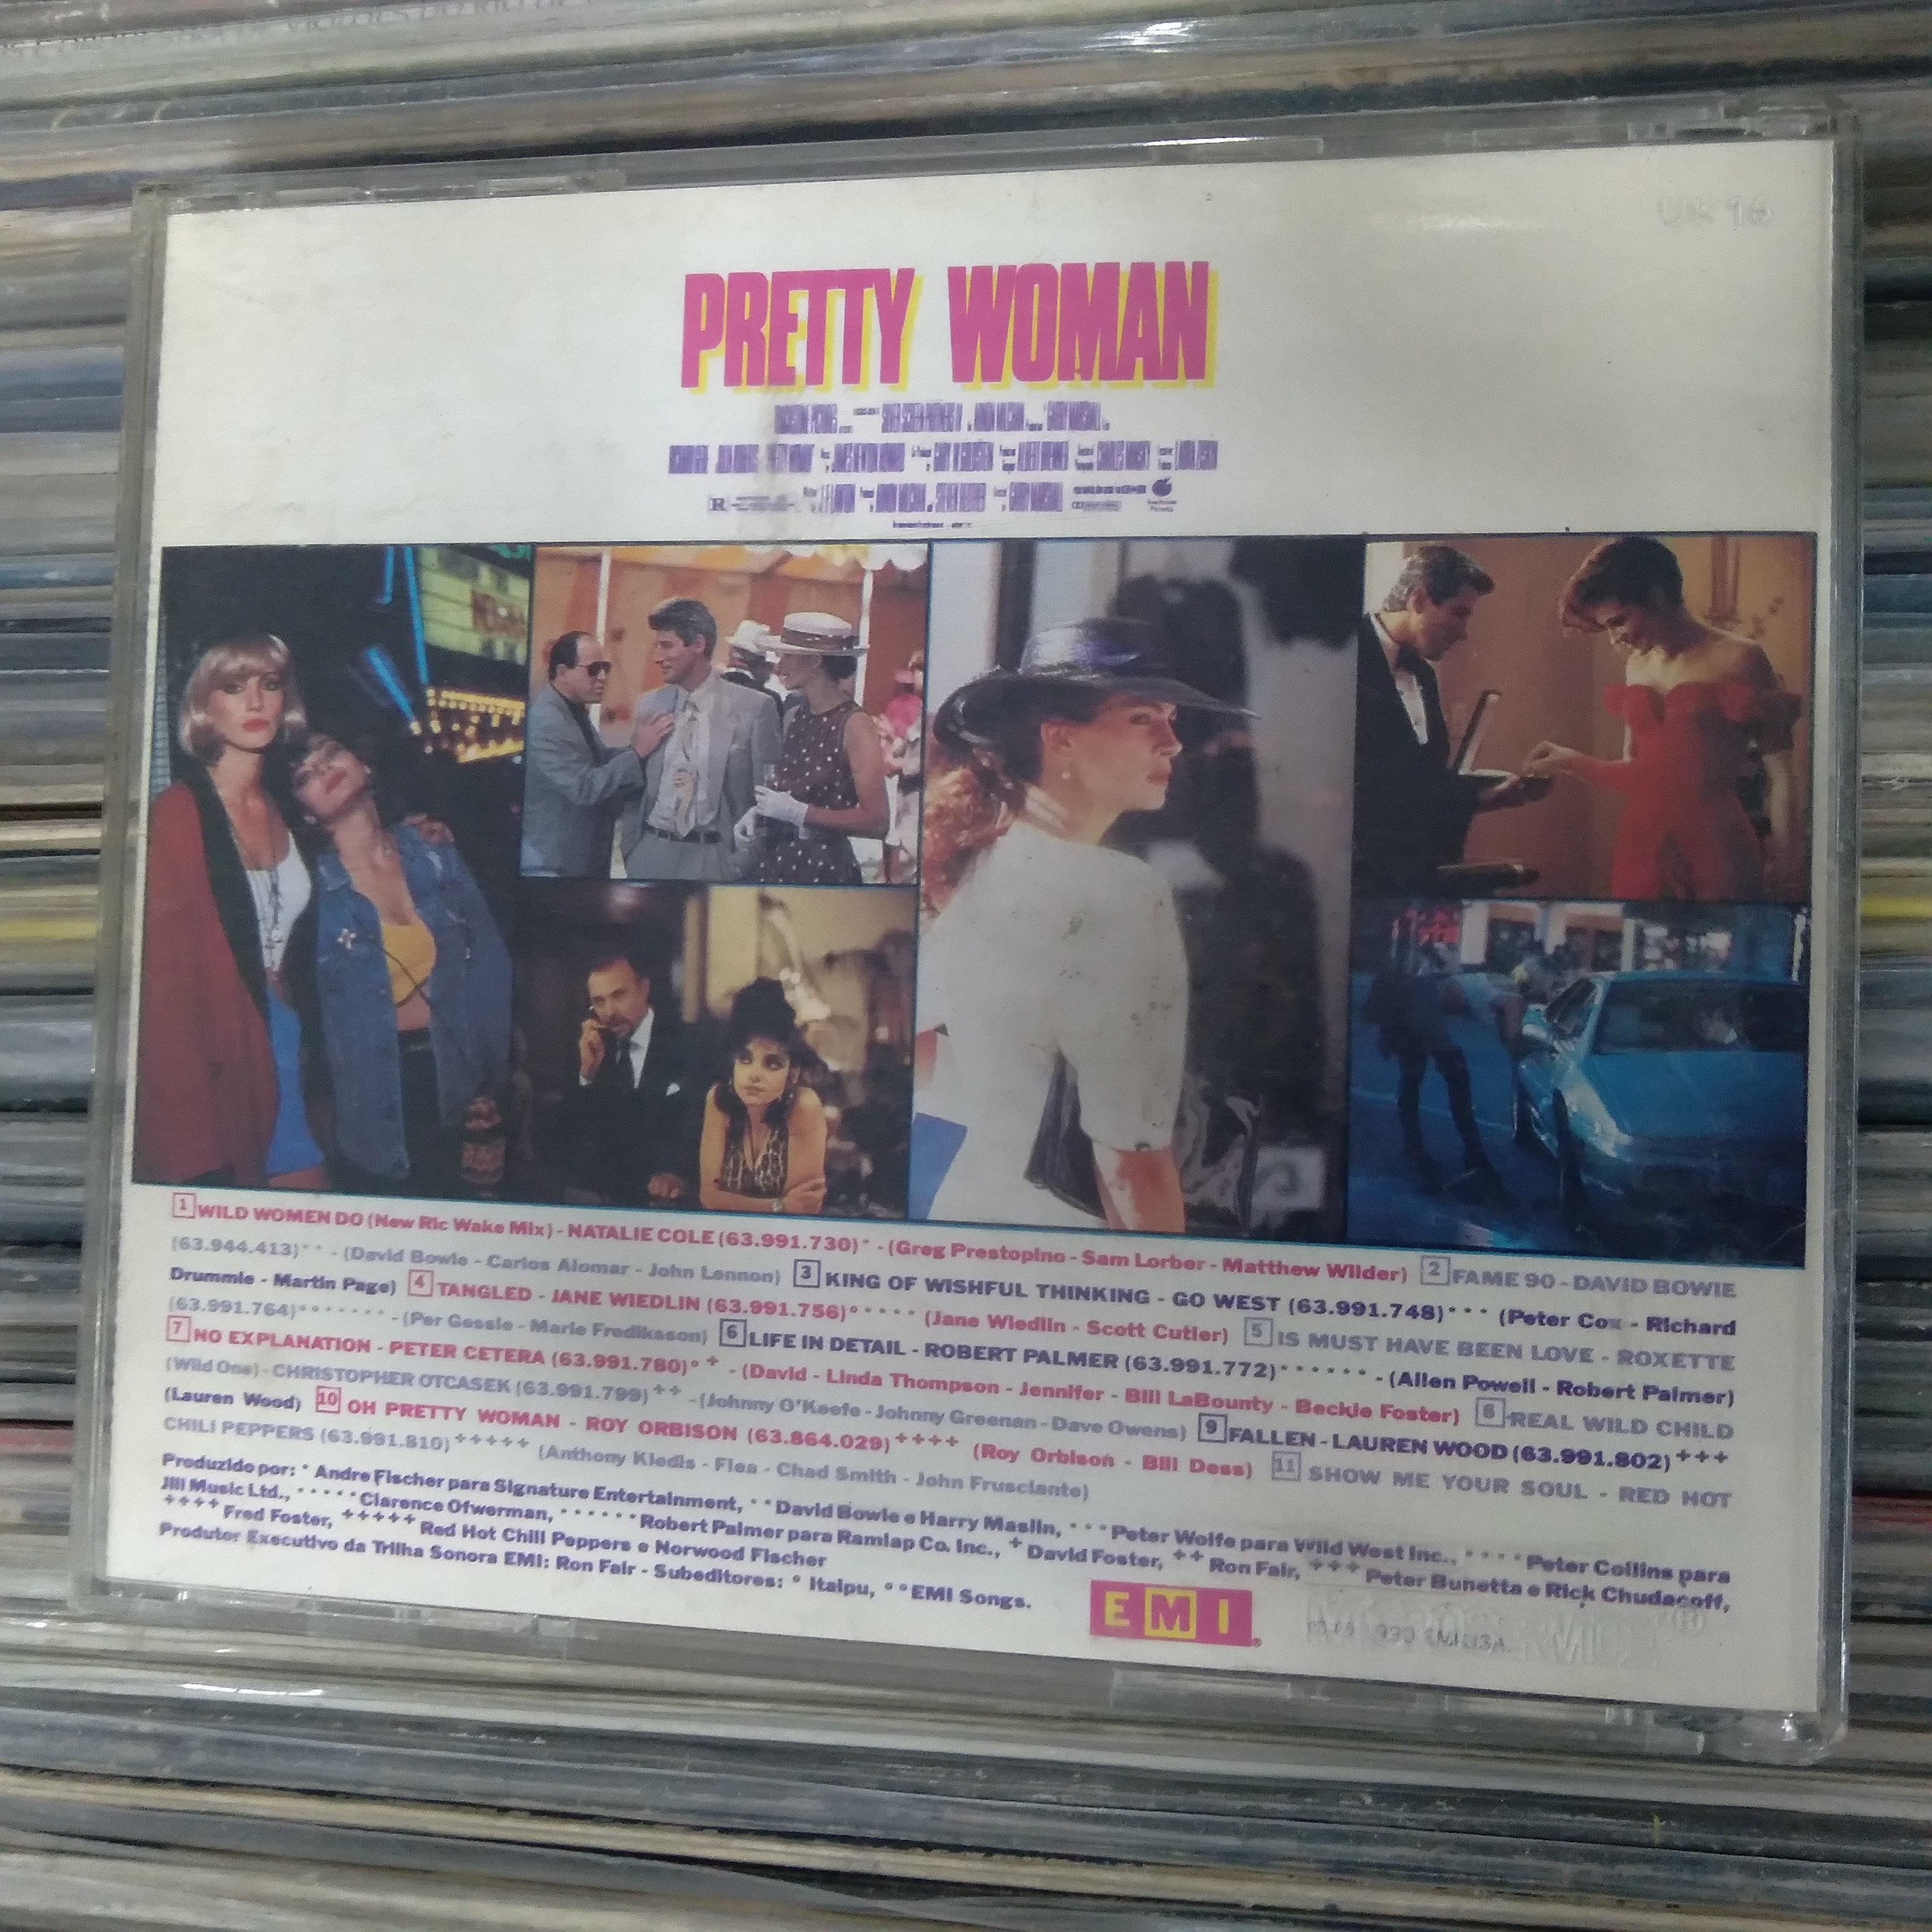 UK 19
PRETTY WOMAN
R
1 WILD WOMEN DO (New Ric Wake Mix) - NATALIE COLE (63.991.730)* - (Greg Prestopino - Sam Lorber - Matthew Wilder) 2 FAME 90 - DAVID BOWIE
(63.944.413)** - (David Bowie - Carlos Alomar - John Lennon) 3 KING OF WISHFUL THINKING - GO WEST (63.991.748)*** (Peter Cox - Richard
Drummie - Martin Page) 4 TANGLED - JANE WIEDLIN (63.991.756)°**** (Jane Wiedlin - Scott Cutler) 5 IS MUST HAVE BEEN LOVE - ROXETTE
(63.991.764)°°***** - (Per Gessle - Marie Frediksson) 6 LIFE IN DETAIL - ROBERT PALMER (63.991.772)****** - (Allen Powell - Robert Palmer)
7 NO EXPLANATION - PETER CETERA (63.991.780)° + - (David - Linda Thompson - Jennifer - Bill LaBounty - Beckie Foster) 8 REAL WILD CHILD
(Wild One) - CHRISTOPHER OTCASEK (63.991.799)++ - (Johnny O'Keefe - Johnny Greenan - Dave Owens) 9 FALLEN - LAUREN WOOD (63.991.802)+++
(Lauren Wood) 10 OH PRETTY WOMAN - ROY ORBISON (63.864.029)++++ (Roy Orbison - Bill Dess) 11 SHOW ME YOUR SOUL - RED HOT
CHILI PEPPERS (63.991.810)+++++ (Anthony Kiedis - Flea - Chad Smith - John Frusciante)
Produzido por: * Andre Fischer para Signature Entertainment, ** David Bowie e Harry Maslin, *** Peter Wolfe para Wild West Inc., **** Peter Collins para
Jill Music Ltd., ***** Clarence Ofwerman, ****** Robert Palmer para Ramlap Co. Inc., + David Foster, ++ Ron Fair, +++ Peter Bunetta e Rick Chudacoff,
++++ Fred Foster, +++++ Red Hot Chili Peppers e Norwood Fischer
Produtor Executivo da Trilha Sonora EMI: Ron Fair - Subeditores: ° Itaipu, °° EMI Songs.
EMI
MICROSERVICE®